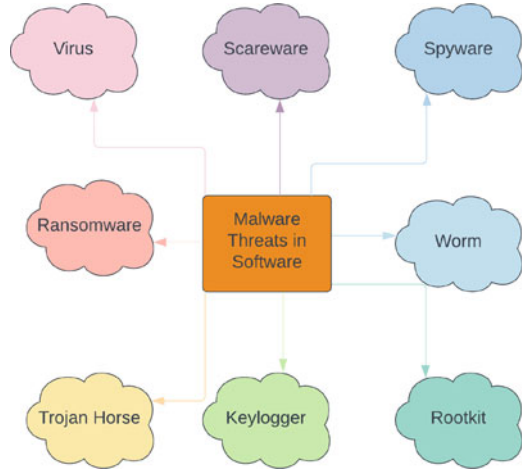 Virus
Scareware
Spyware
Ransomware
Malware
Threats in
Software
Worm
Trojan Horse
Keylogger
Rootkit